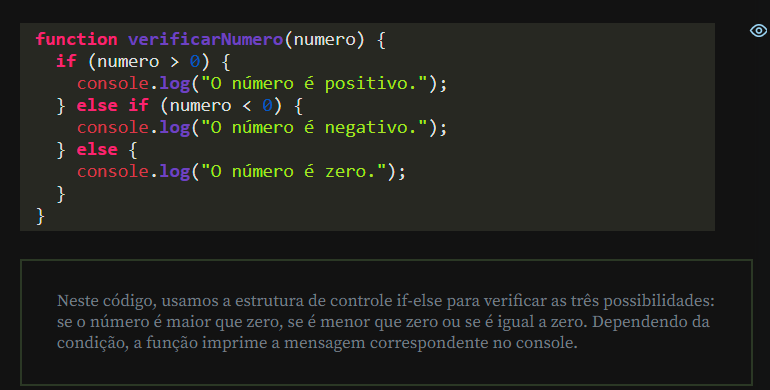 function verificarNumero(numero) {
  if (numero > 0) {
    console.log("O número é positivo.");
  } else if (numero < 0) {
    console.log("O número é negativo.");
  } else {
    console.log("O número é zero.");
  }
}
Neste código, usamos a estrutura de controle if-else para verificar as três possibilidades:
se o número é maior que zero, se é menor que zero ou se é igual a zero. Dependendo da
condição, a função imprime a mensagem correspondente no console.